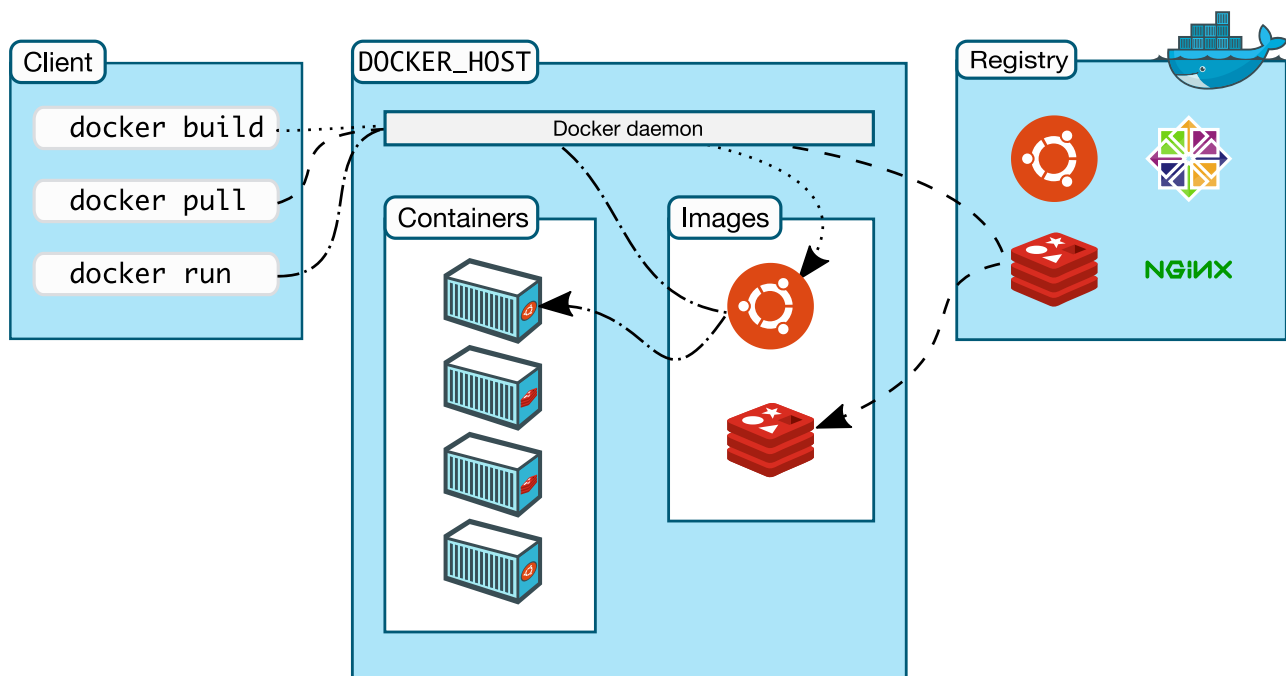 Client
docker build
docker pull
docker run
DOCKER_HOST
Docker daemon
Containers
Images
Registry
NGiNX